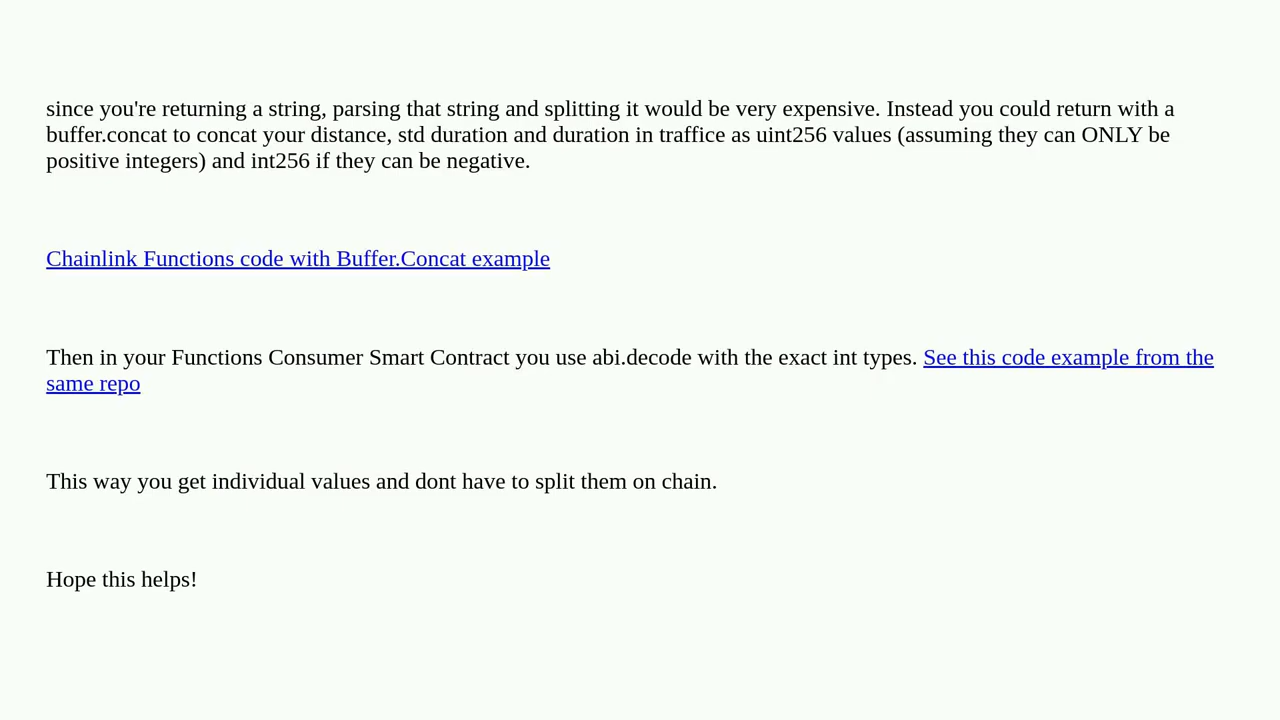 since you're returning a string, parsing that string and splitting it would be very expensive. Instead you could return with a
buffer.concat to concat your distance, std duration and duration in traffice as uint256 values (assuming they can ONLY be
positive integers) and int256 if they can be negative.
Chainlink Functions code with Buffer.Concat example
Then in your Functions Consumer Smart Contract you use abi.decode with the exact int types. See this code example from the
same repo
This way you get individual values and dont have to split them on chain.
Hope this helps!